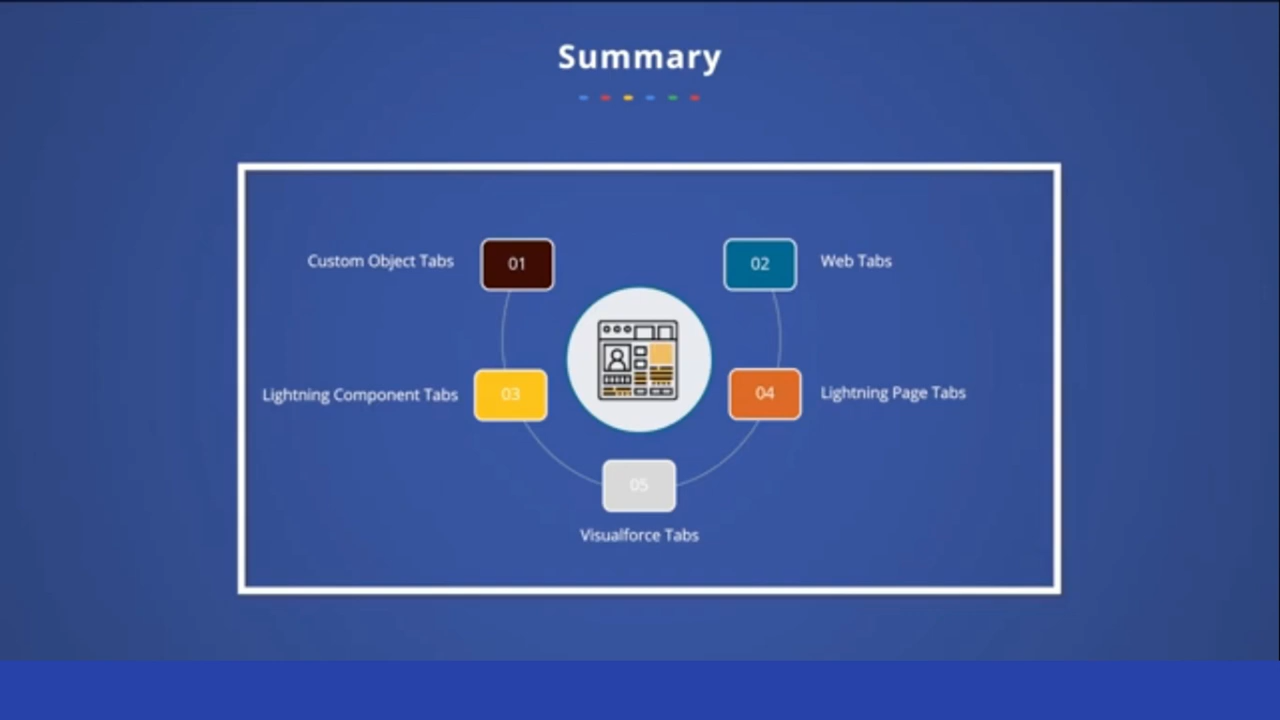 Summary
Custom Object Tabs
01
02
Web Tabs
Lightning Component Tabs
03
04
Lightning Page Tabs
05
Visualforce Tabs